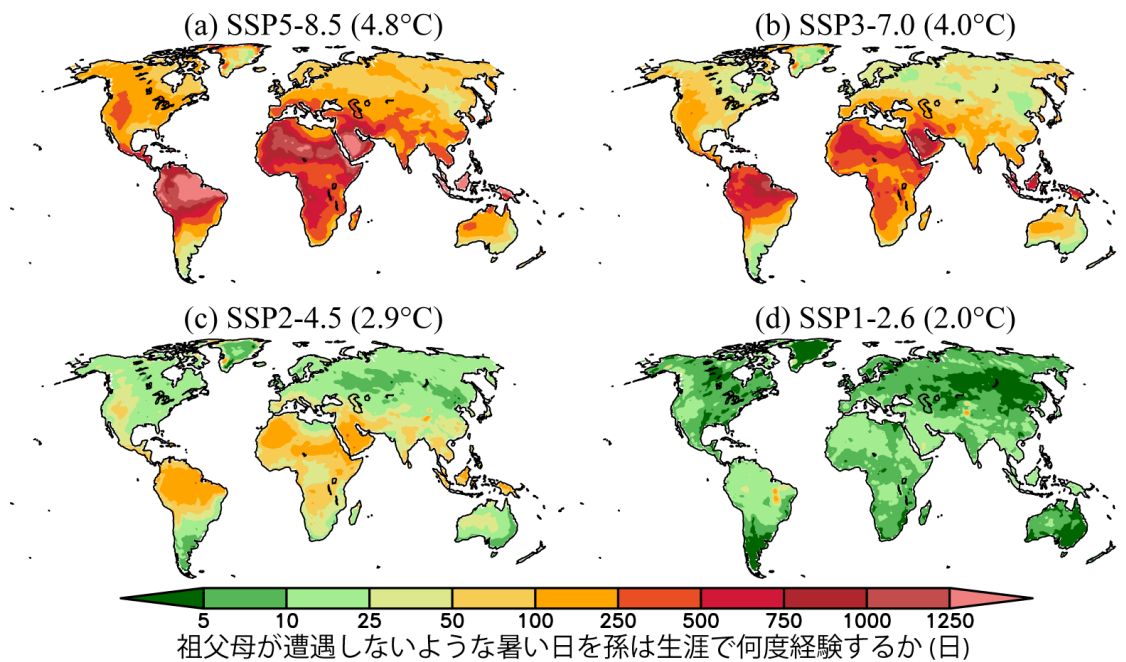 (a) SSP5-8.5 (4.8°C)
(b) SSP3-7.0 (4.0°C)
(c) SSP2-4.5 (2.9°C)
(d) SSP1-2.6 (2.0°C)
5 10 25 50 100 250 500 750 1000 1250
祖父母が遭遇しないような暑い日を孫は生涯で何度経験するか (日)